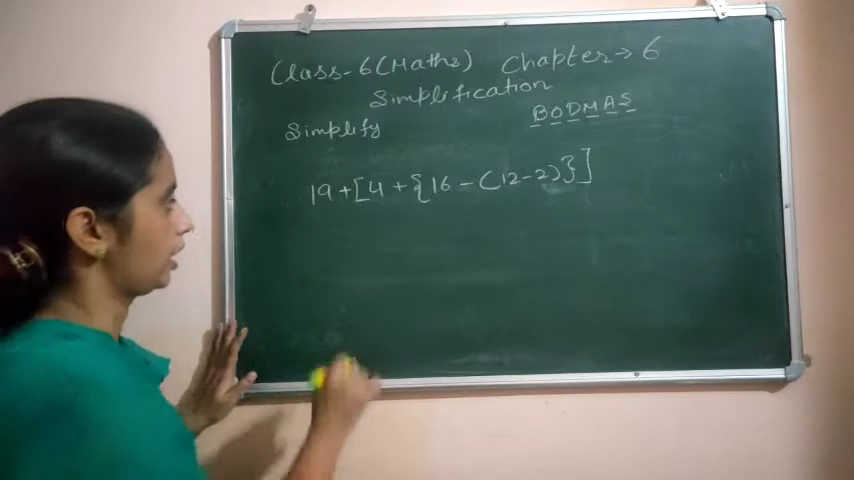 Class-6(Maths) Chapter→ 6
Simplification
BODMAS
Simplify
19+[4+{16-(12-2)}]